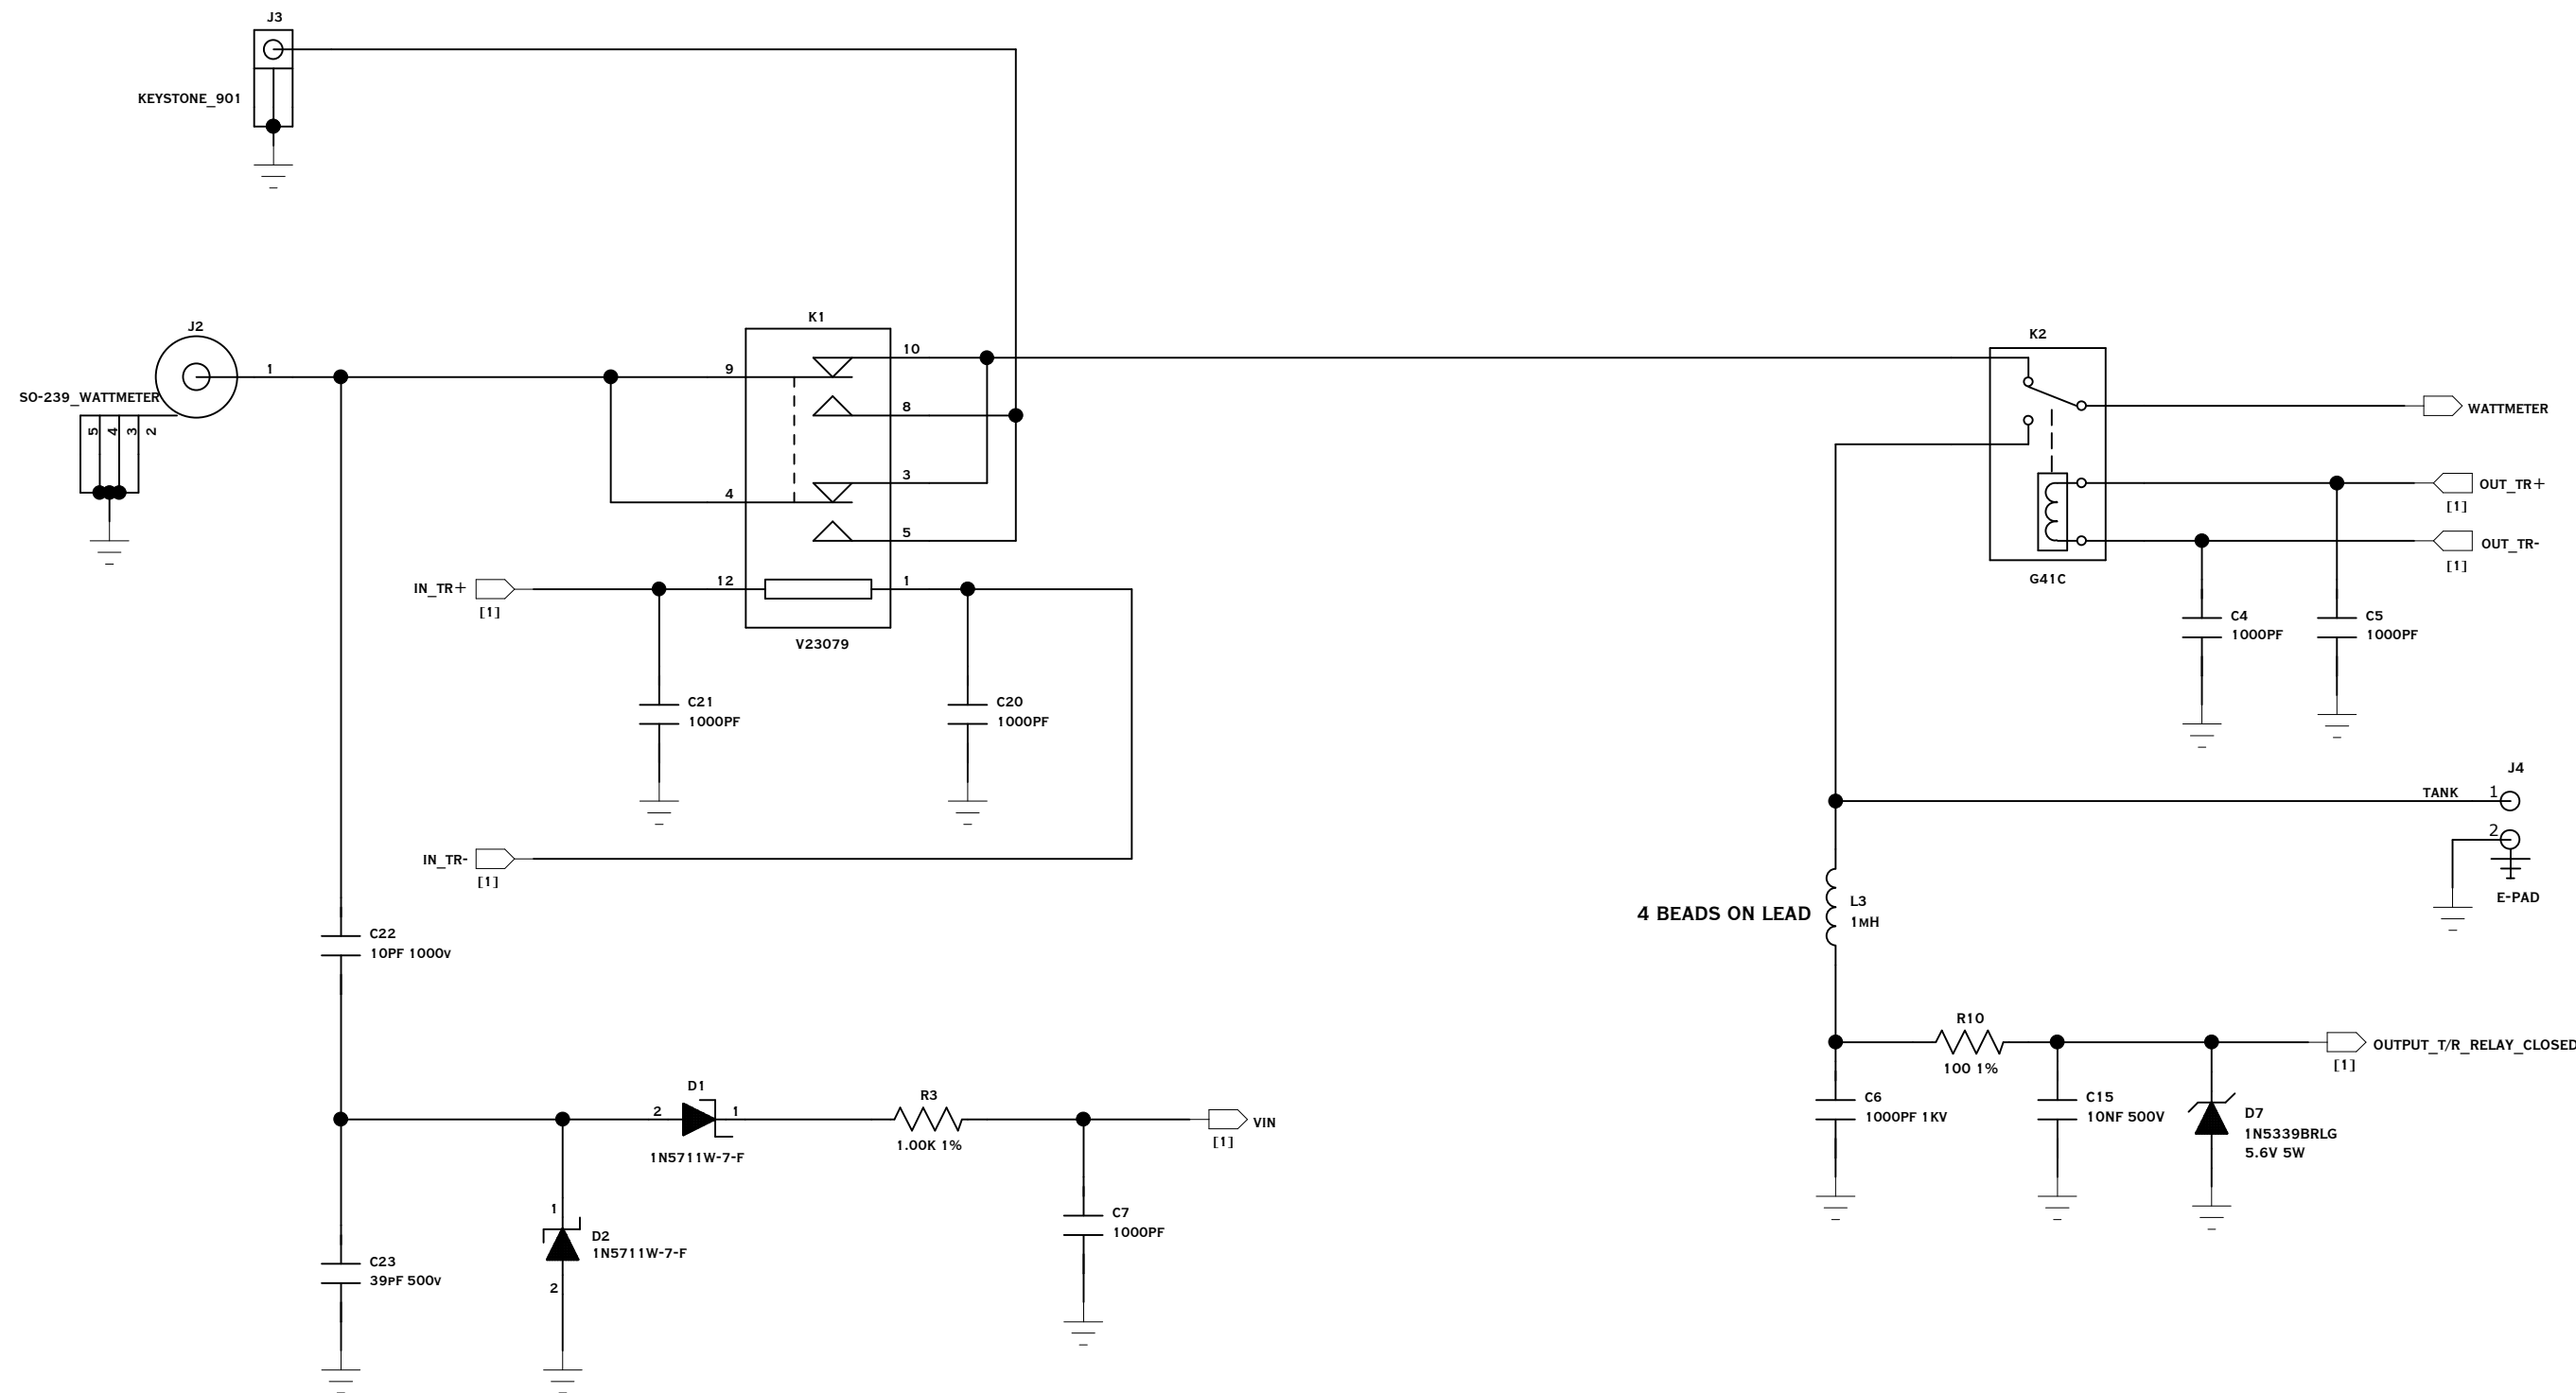 J3
KEYSTONE_901
J2
1
SO-239_WATTMETER
5
4
3
2
K1
9
10
8
3
4
5
12
1
V23079
IN_TR+
[1]
C21
1000PF
C20
1000PF
IN_TR-
[1]
K2
G41C
WATTMETER
OUT_TR+
[1]
OUT_TR-
[1]
C4
1000PF
C5
1000PF
J4
TANK
1
2
E-PAD
4 BEADS ON LEAD
L3
1MH
C22
10PF 1000V
R10
100 1%
OUTPUT_T/R_RELAY_CLOSED
[1]
C6
1000PF 1KV
C15
10NF 500V
D7
1N5339BRLG
5.6V 5W
D1
2
1
1N5711W-7-F
R3
1.00K 1%
VIN
[1]
1
D2
1N5711W-7-F
2
C7
1000PF
C23
39PF 500V